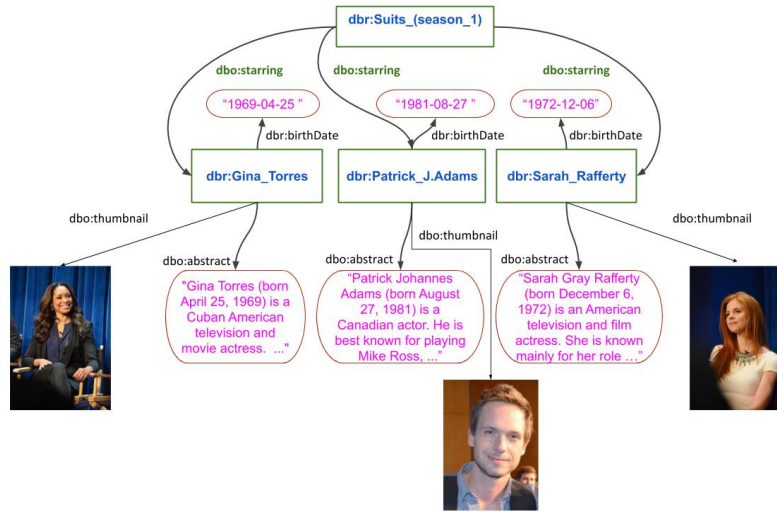 dbr:Suits_(season_1)
dbo:starring
dbo:starring
dbo:starring
“1969-04-25 ”
“1981-08-27 ”
“1972-12-06”
dbr:birthDate
dbr:birthDate
dbr:birthDate
dbr:Gina_Torres
dbr:Patrick_J.Adams
dbr:Sarah_Rafferty
dbo:thumbnail
dbo:thumbnail
dbo:thumbnail
dbo:abstract
dbo:abstract
dbo:abstract
"Gina Torres (born
April 25, 1969) is a
Cuban American
television and
movie actress. ..."
“Patrick Johannes
Adams (born August
27, 1981) is a
Canadian actor. He is
best known for playing
Mike Ross, ...”
“Sarah Gray Rafferty
(born December 6,
1972) is an American
television and film
actress. She is known
mainly for her role …”